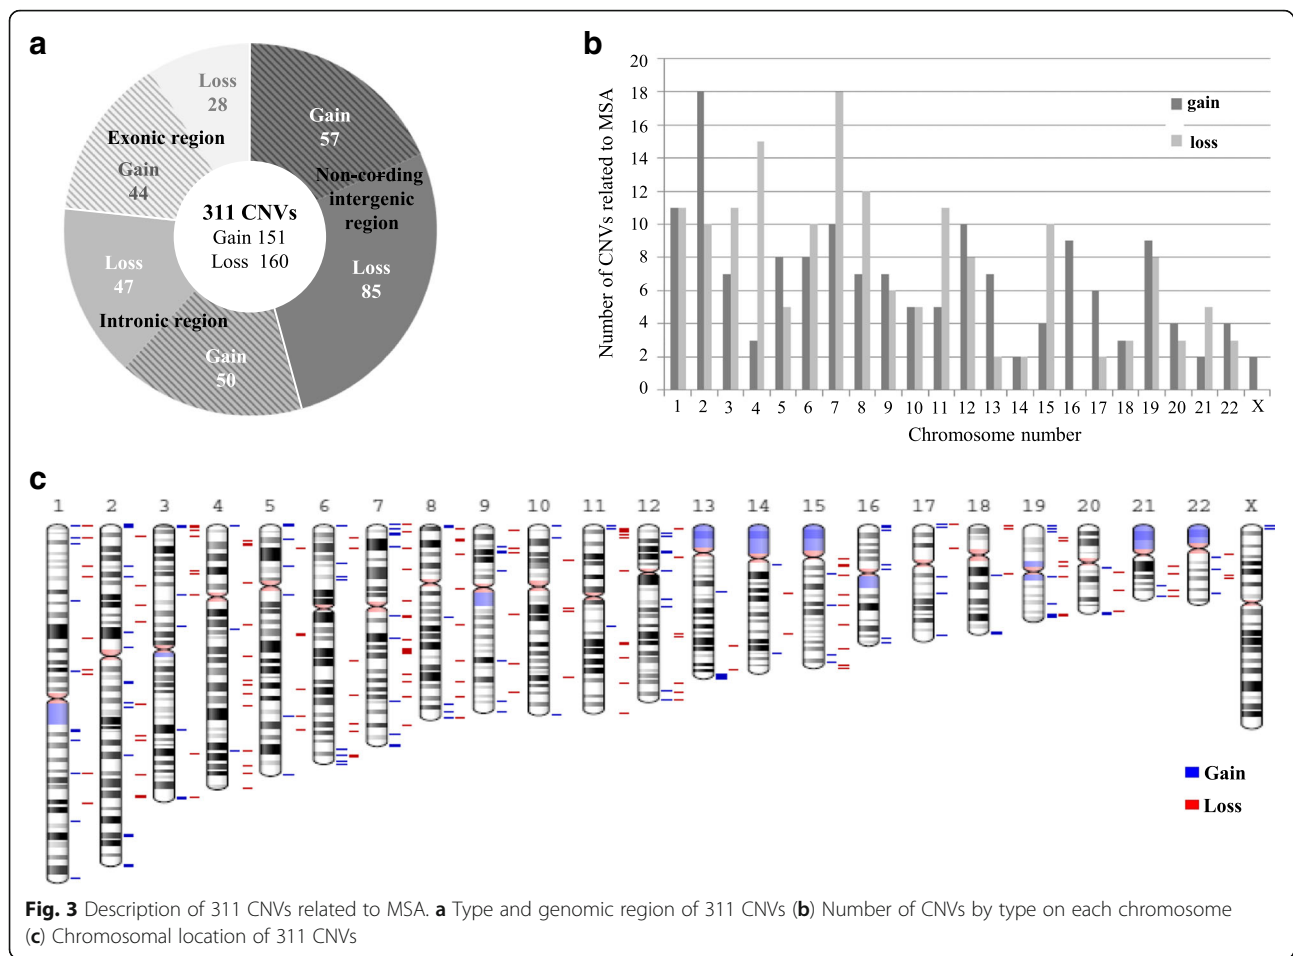 a
Loss
28
Gain
57
Exonic region
Gain
44
Non-cording
intergenic
region
311 CNVs
Gain 151
Loss 160
Loss
47
Loss
85
Intronic region
Gain
50
b
Number of CNVs related to MSA
20
18
16
14
12
10
8
6
4
2
0
gain
loss
1 2 3 4 5 6 7 8 9 10 11 12 13 14 15 16 17 18 19 20 21 22 X
Chromosome number
c
1 2 3 4 5 6 7 8 9 10 11 12 13 14 15 16 17 18 19 20 21 22 X
Gain
Loss
Fig. 3 Description of 311 CNVs related to MSA. a Type and genomic region of 311 CNVs (b) Number of CNVs by type on each chromosome
(c) Chromosomal location of 311 CNVs